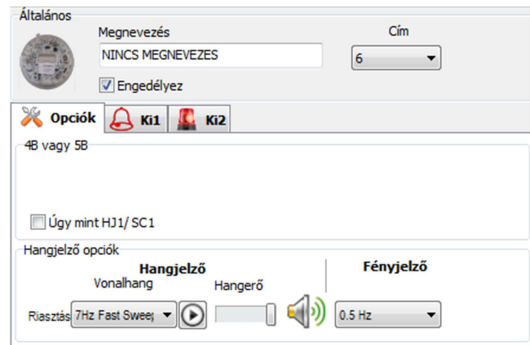 Általános
Megnevezés Cím
NINCS MEGNEVEZES 6
Engedélyez
Opciók Ki1 Ki2
4B vagy 5B
Úgy mint HJ1/ SC1
Hangjelző opciók
Hangjelző Fényjelző
Vonalhang Hangerő
Riasztás 7Hz Fast Sweej 0.5 Hz